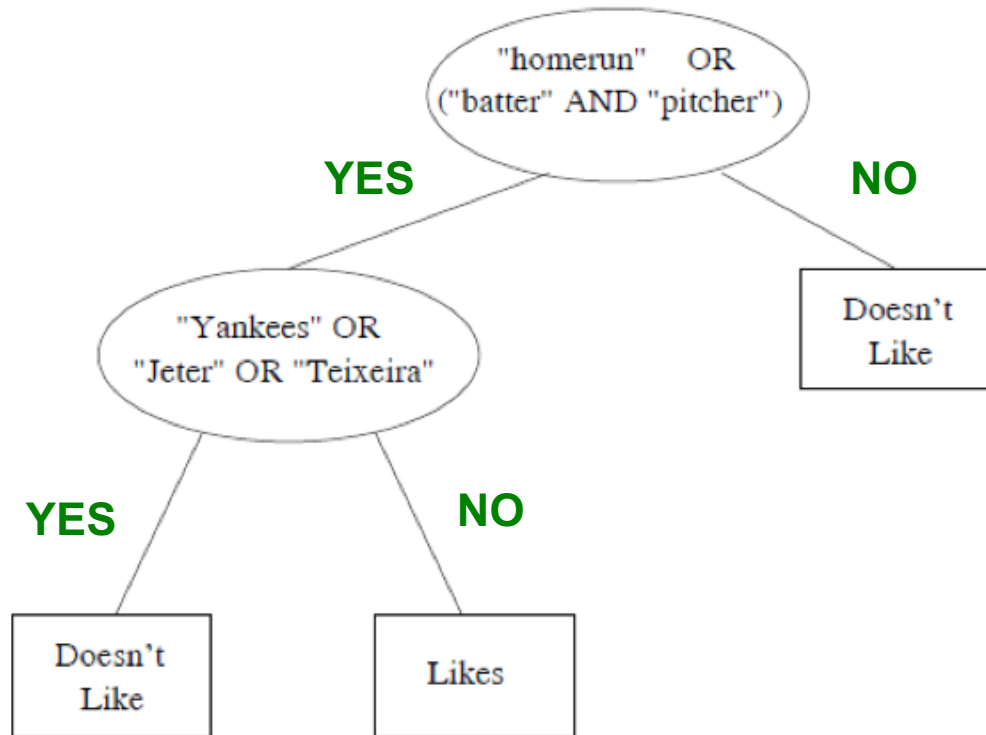 "homerun" OR
("batter" AND "pitcher")
YES
NO
"Yankees" OR
"Jeter" OR "Teixeira"
Doesn't
Like
YES
NO
Doesn't
Like
Likes